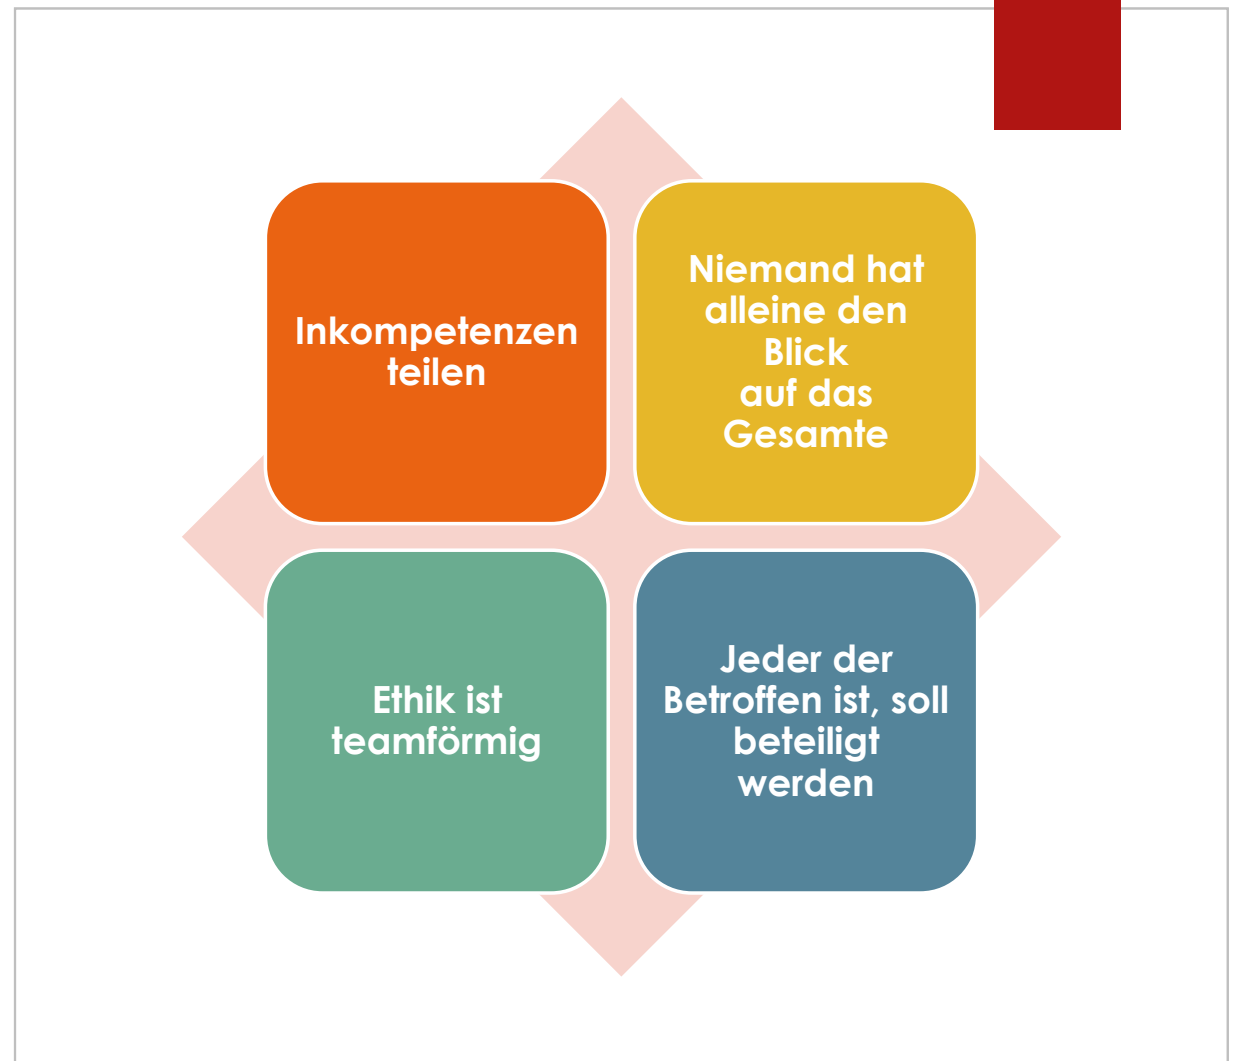 Inkompetenzen
teilen
Niemand hat
alleine den
Blick
auf das
Gesamte
Ethik ist
teamförmig
Jeder der
Betroffen ist, soll
beteiligt
werden